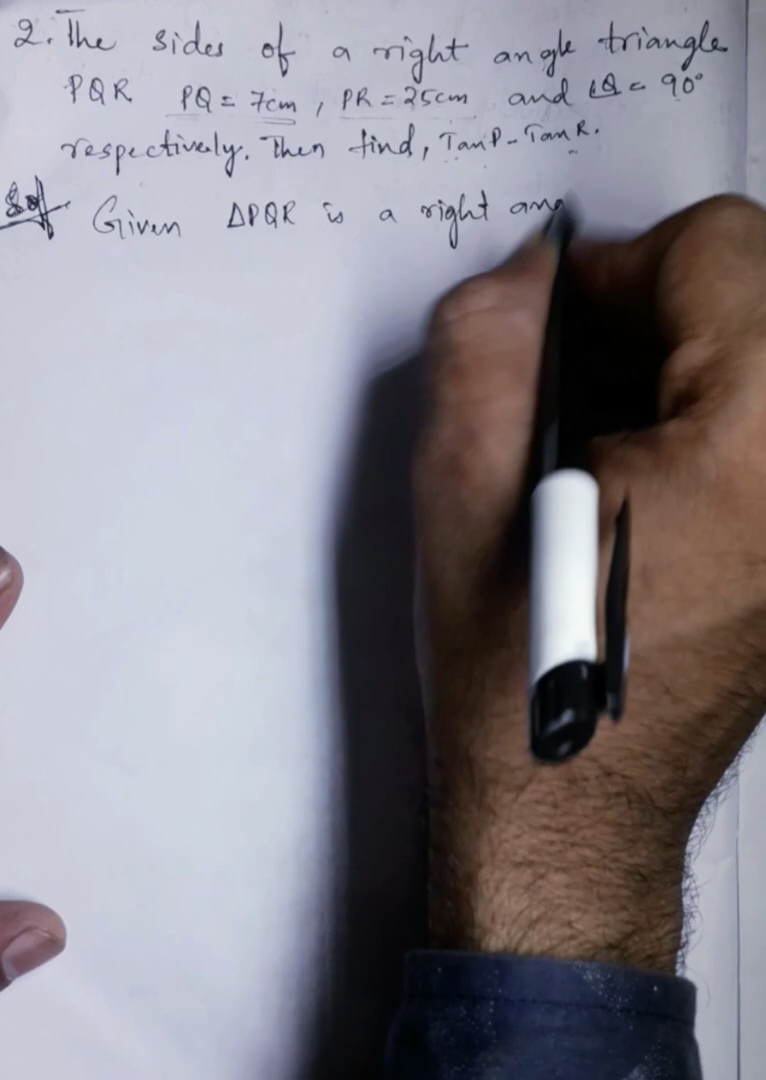 2. The sides of a right angle triangle
PQR PQ = 7cm, PR = 25cm and ∠Q = 90°
respectively. Then find, TanP - TanR.
Sol Given ΔPQR is a right ang